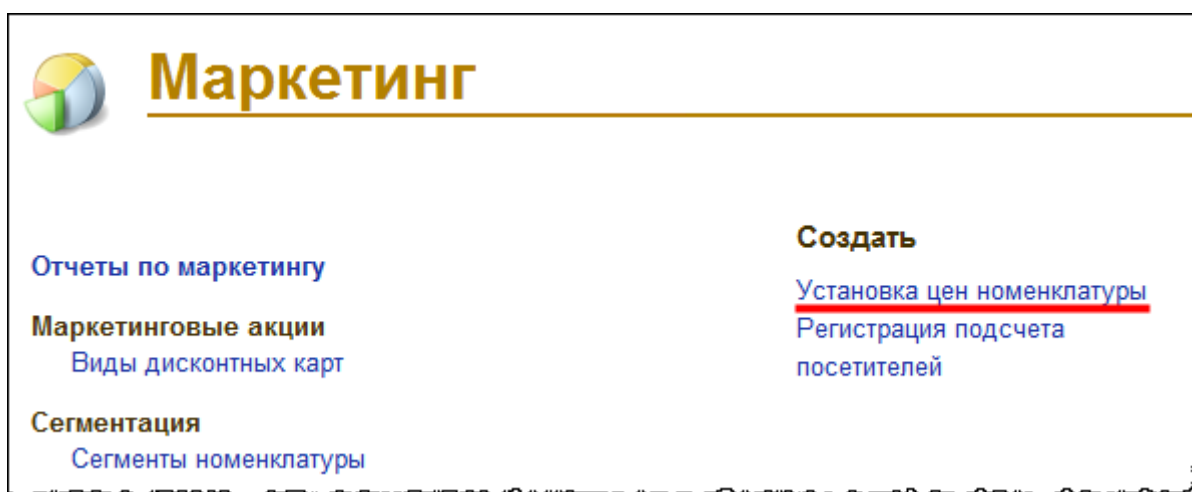 Маркетинг
Отчеты по маркетингу
Маркетинговые акции
Виды дисконтных карт
Сегментация
Сегменты номенклатуры
Создать
Установка цен номенклатуры
Регистрация подсчета
посетителей